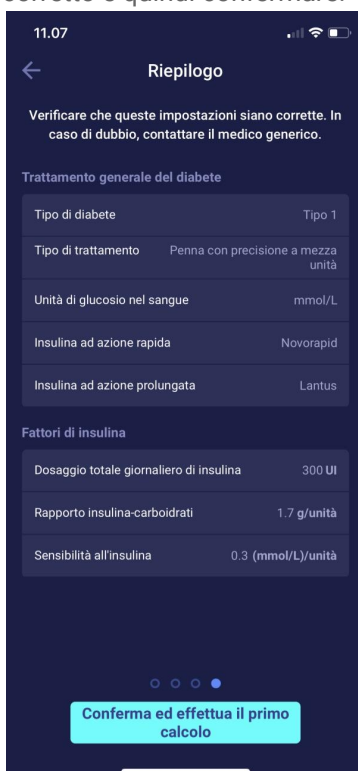 corretto e quindi confermare.
11.07
Riepilogo
Verificare che queste impostazioni siano corrette. In
caso di dubbio, contattare il medico generico.
Trattamento generale del diabete
Tipo di diabete Tipo 1
Tipo di trattamento Penna con precisione a mezza
unità
Unità di glucosio nel sangue mmol/L
Insulina ad azione rapida Novorapid
Insulina ad azione prolungata Lantus
Fattori di insulina
Dosaggio totale giornaliero di insulina 300 UI
Rapporto insulina-carboidrati 1.7 g/unità
Sensibilità all'insulina 0.3 (mmol/L)/unità
Conferma ed effettua il primo
calcolo